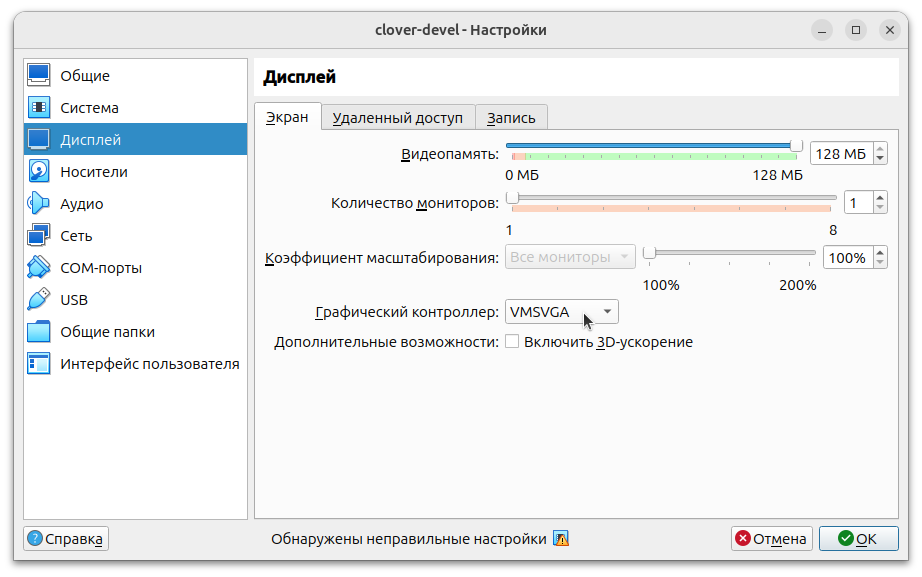 clover-devel - Настройки
Общие
Система
Дисплей
Носители
Аудио
Сеть
COM-порты
USB
Общие папки
Интерфейс пользователя
Дисплей
Экран Удаленный доступ Запись
Видеопамять: 128 МБ
0 МБ 128 МБ
Количество мониторов: 1
1 8
Коэффициент масштабирования: Все мониторы 100%
100% 200%
Графический контроллер: VMSVGA
Дополнительные возможности: Включить 3D-ускорение
Справка Обнаружены неправильные настройки Отмена OK